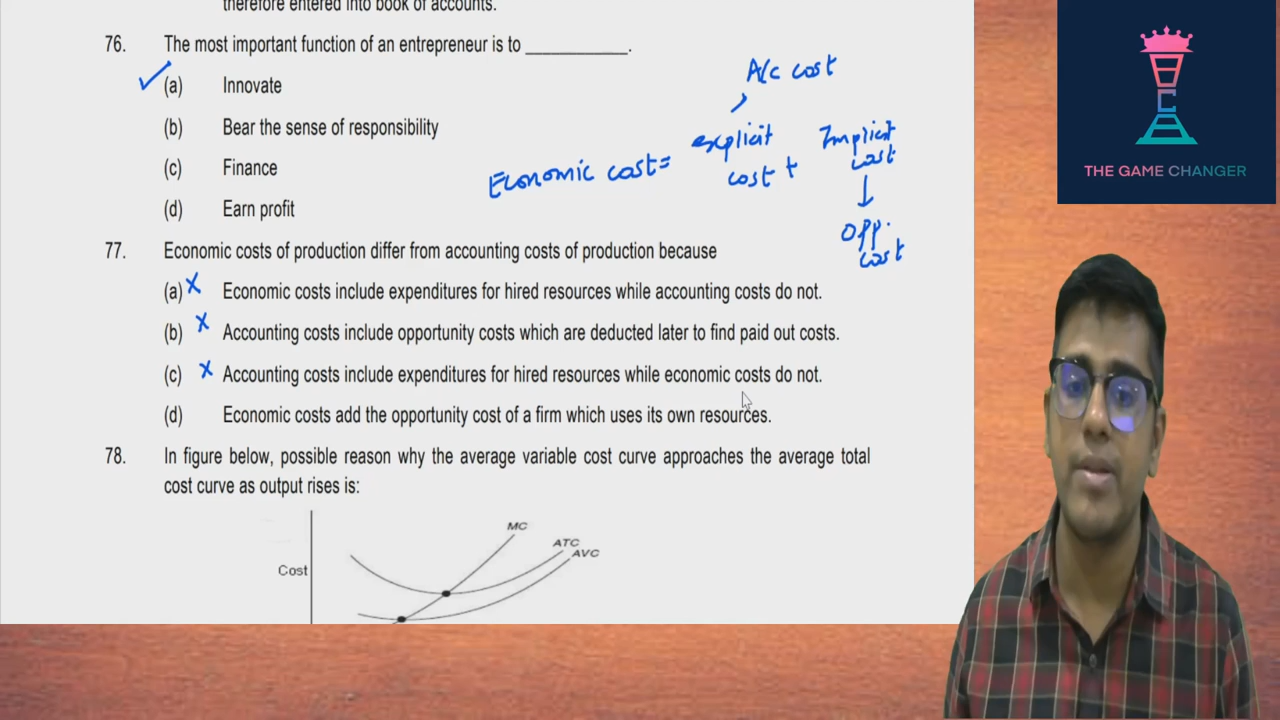 therefore entered into book of accounts.
76. The most important function of an entrepreneur is to ____________.
(a) Innovate
(b) Bear the sense of responsibility
(c) Finance
(d) Earn profit
A/c cost
Economic cost = explicit cost + Implicit cost
Opp. cost
77. Economic costs of production differ from accounting costs of production because
(a) Economic costs include expenditures for hired resources while accounting costs do not.
(b) Accounting costs include opportunity costs which are deducted later to find paid out costs.
(c) Accounting costs include expenditures for hired resources while economic costs do not.
(d) Economic costs add the opportunity cost of a firm which uses its own resources.
78. In figure below, possible reason why the average variable cost curve approaches the average total
cost curve as output rises is:
MC
ATC
AVC
Cost
THE GAME CHANGER